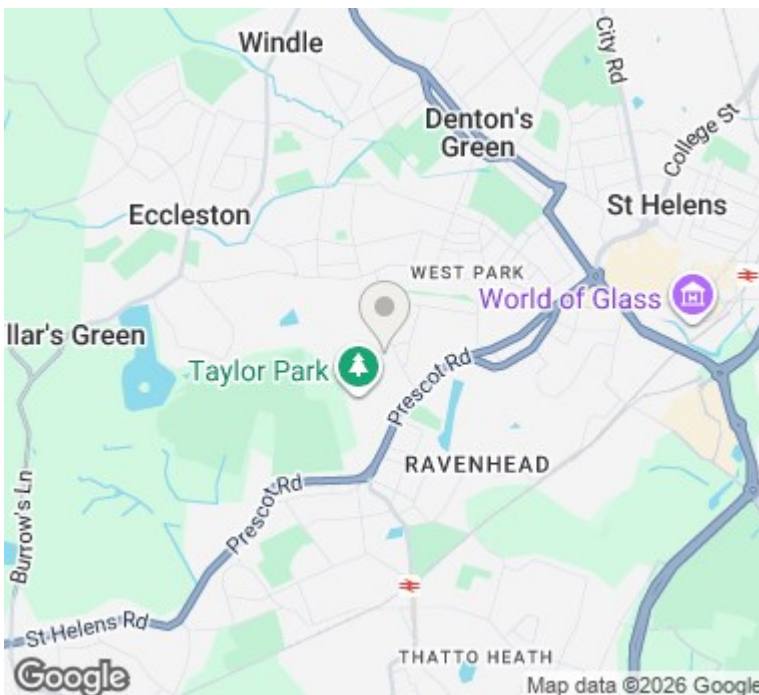 Windle
City Rd
Denton's
Green
College St
Eccleston
St Helens
WEST PARK
World of Glass
llar's Green
Taylor Park
Prescot Rd
RAVENHEAD
Prescot Rd
Burrow's Ln
St Helens Rd
THATTO HEATH
Google
Map data ©2026 Google